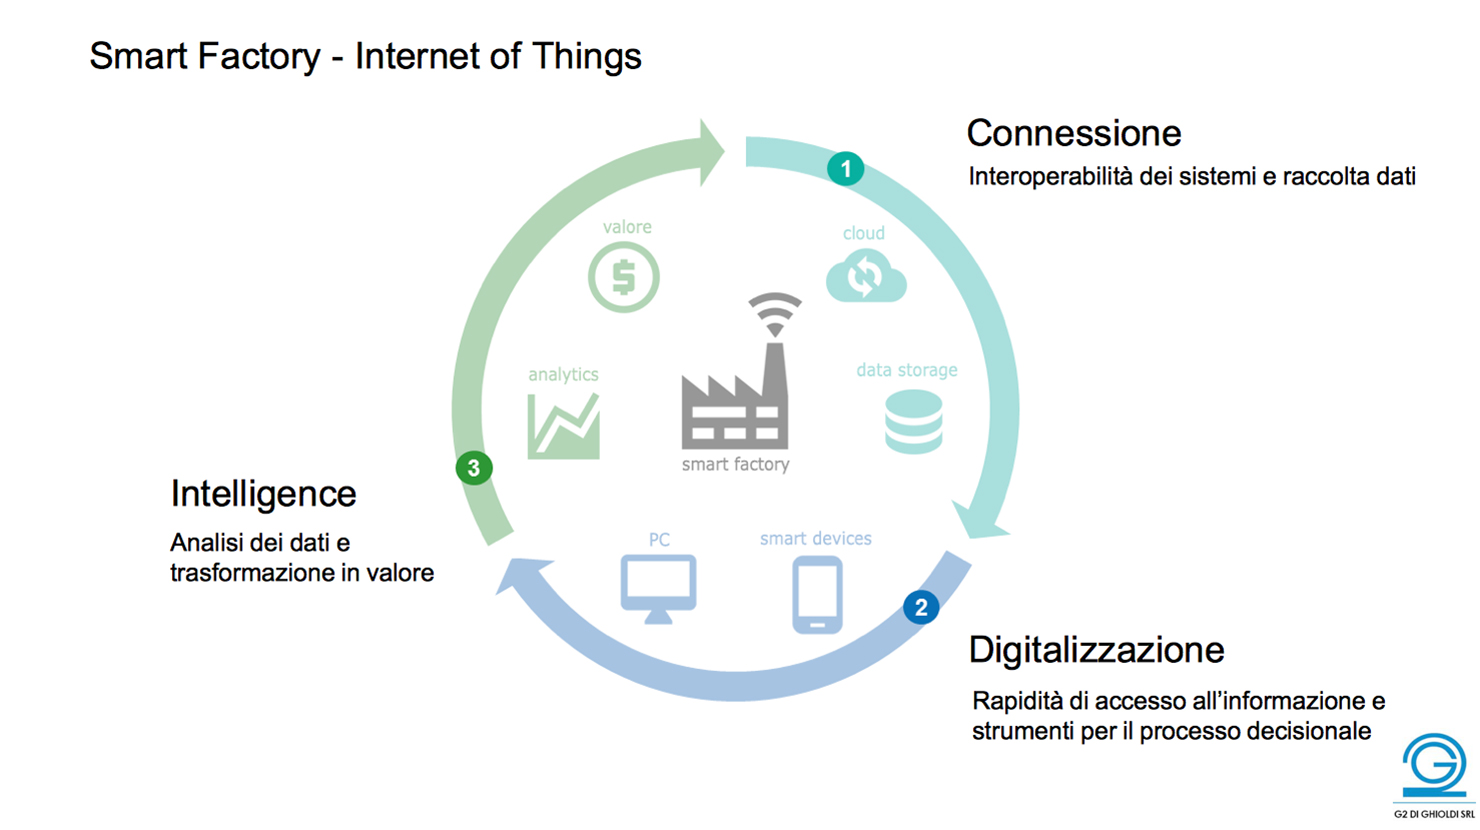 Smart Factory - Internet of Things
Connessione
Interoperabilità dei sistemi e raccolta dati
1
valore
cloud
analytics
data storage
smart factory
3
Intelligence
Analisi dei dati e
trasformazione in valore
PC
smart devices
2
Digitalizzazione
Rapidità di accesso all’informazione e
strumenti per il processo decisionale
G2 DI GHIOLDI SRL